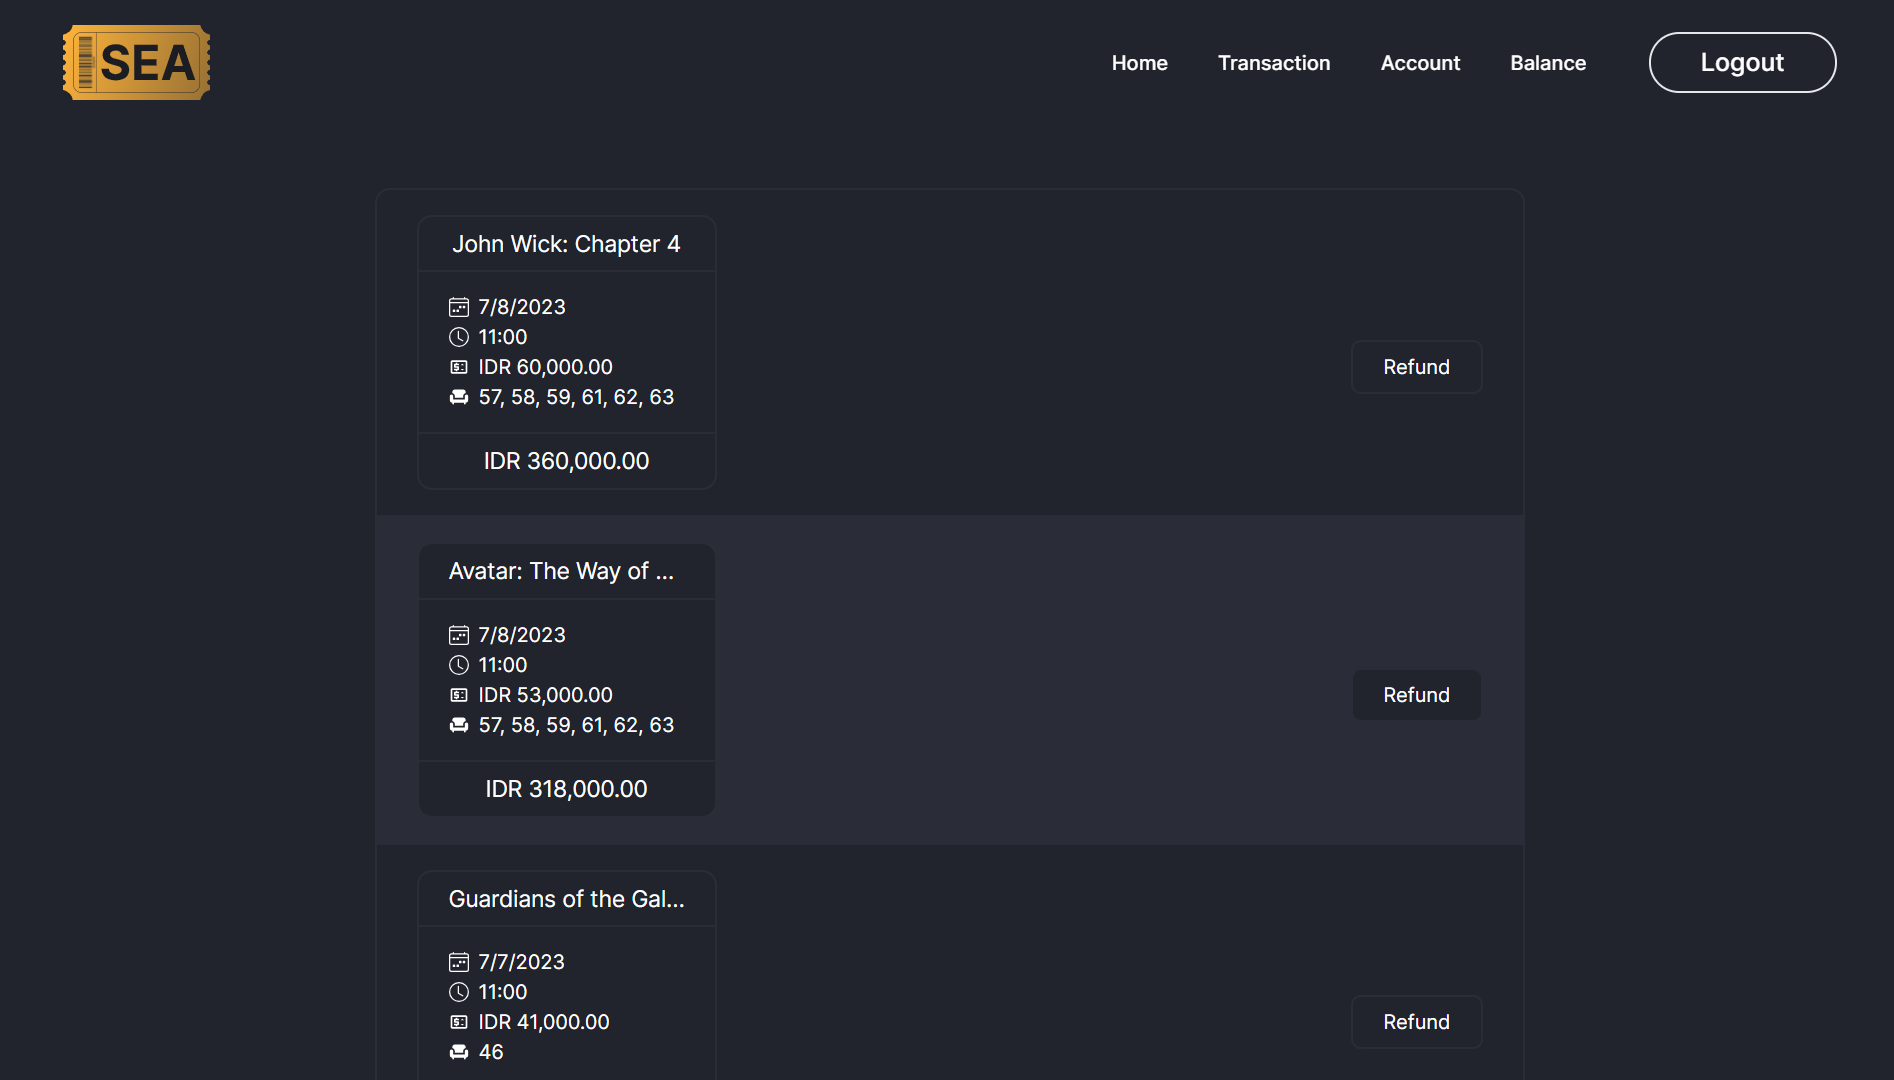 SEA
Home
Transaction
Account
Balance
Logout
John Wick: Chapter 4
7/8/2023
11:00
IDR 60,000.00
57, 58, 59, 61, 62, 63
IDR 360,000.00
Refund
Avatar: The Way of ...
7/8/2023
11:00
IDR 53,000.00
57, 58, 59, 61, 62, 63
IDR 318,000.00
Refund
Guardians of the Gal...
7/7/2023
11:00
IDR 41,000.00
46
Refund